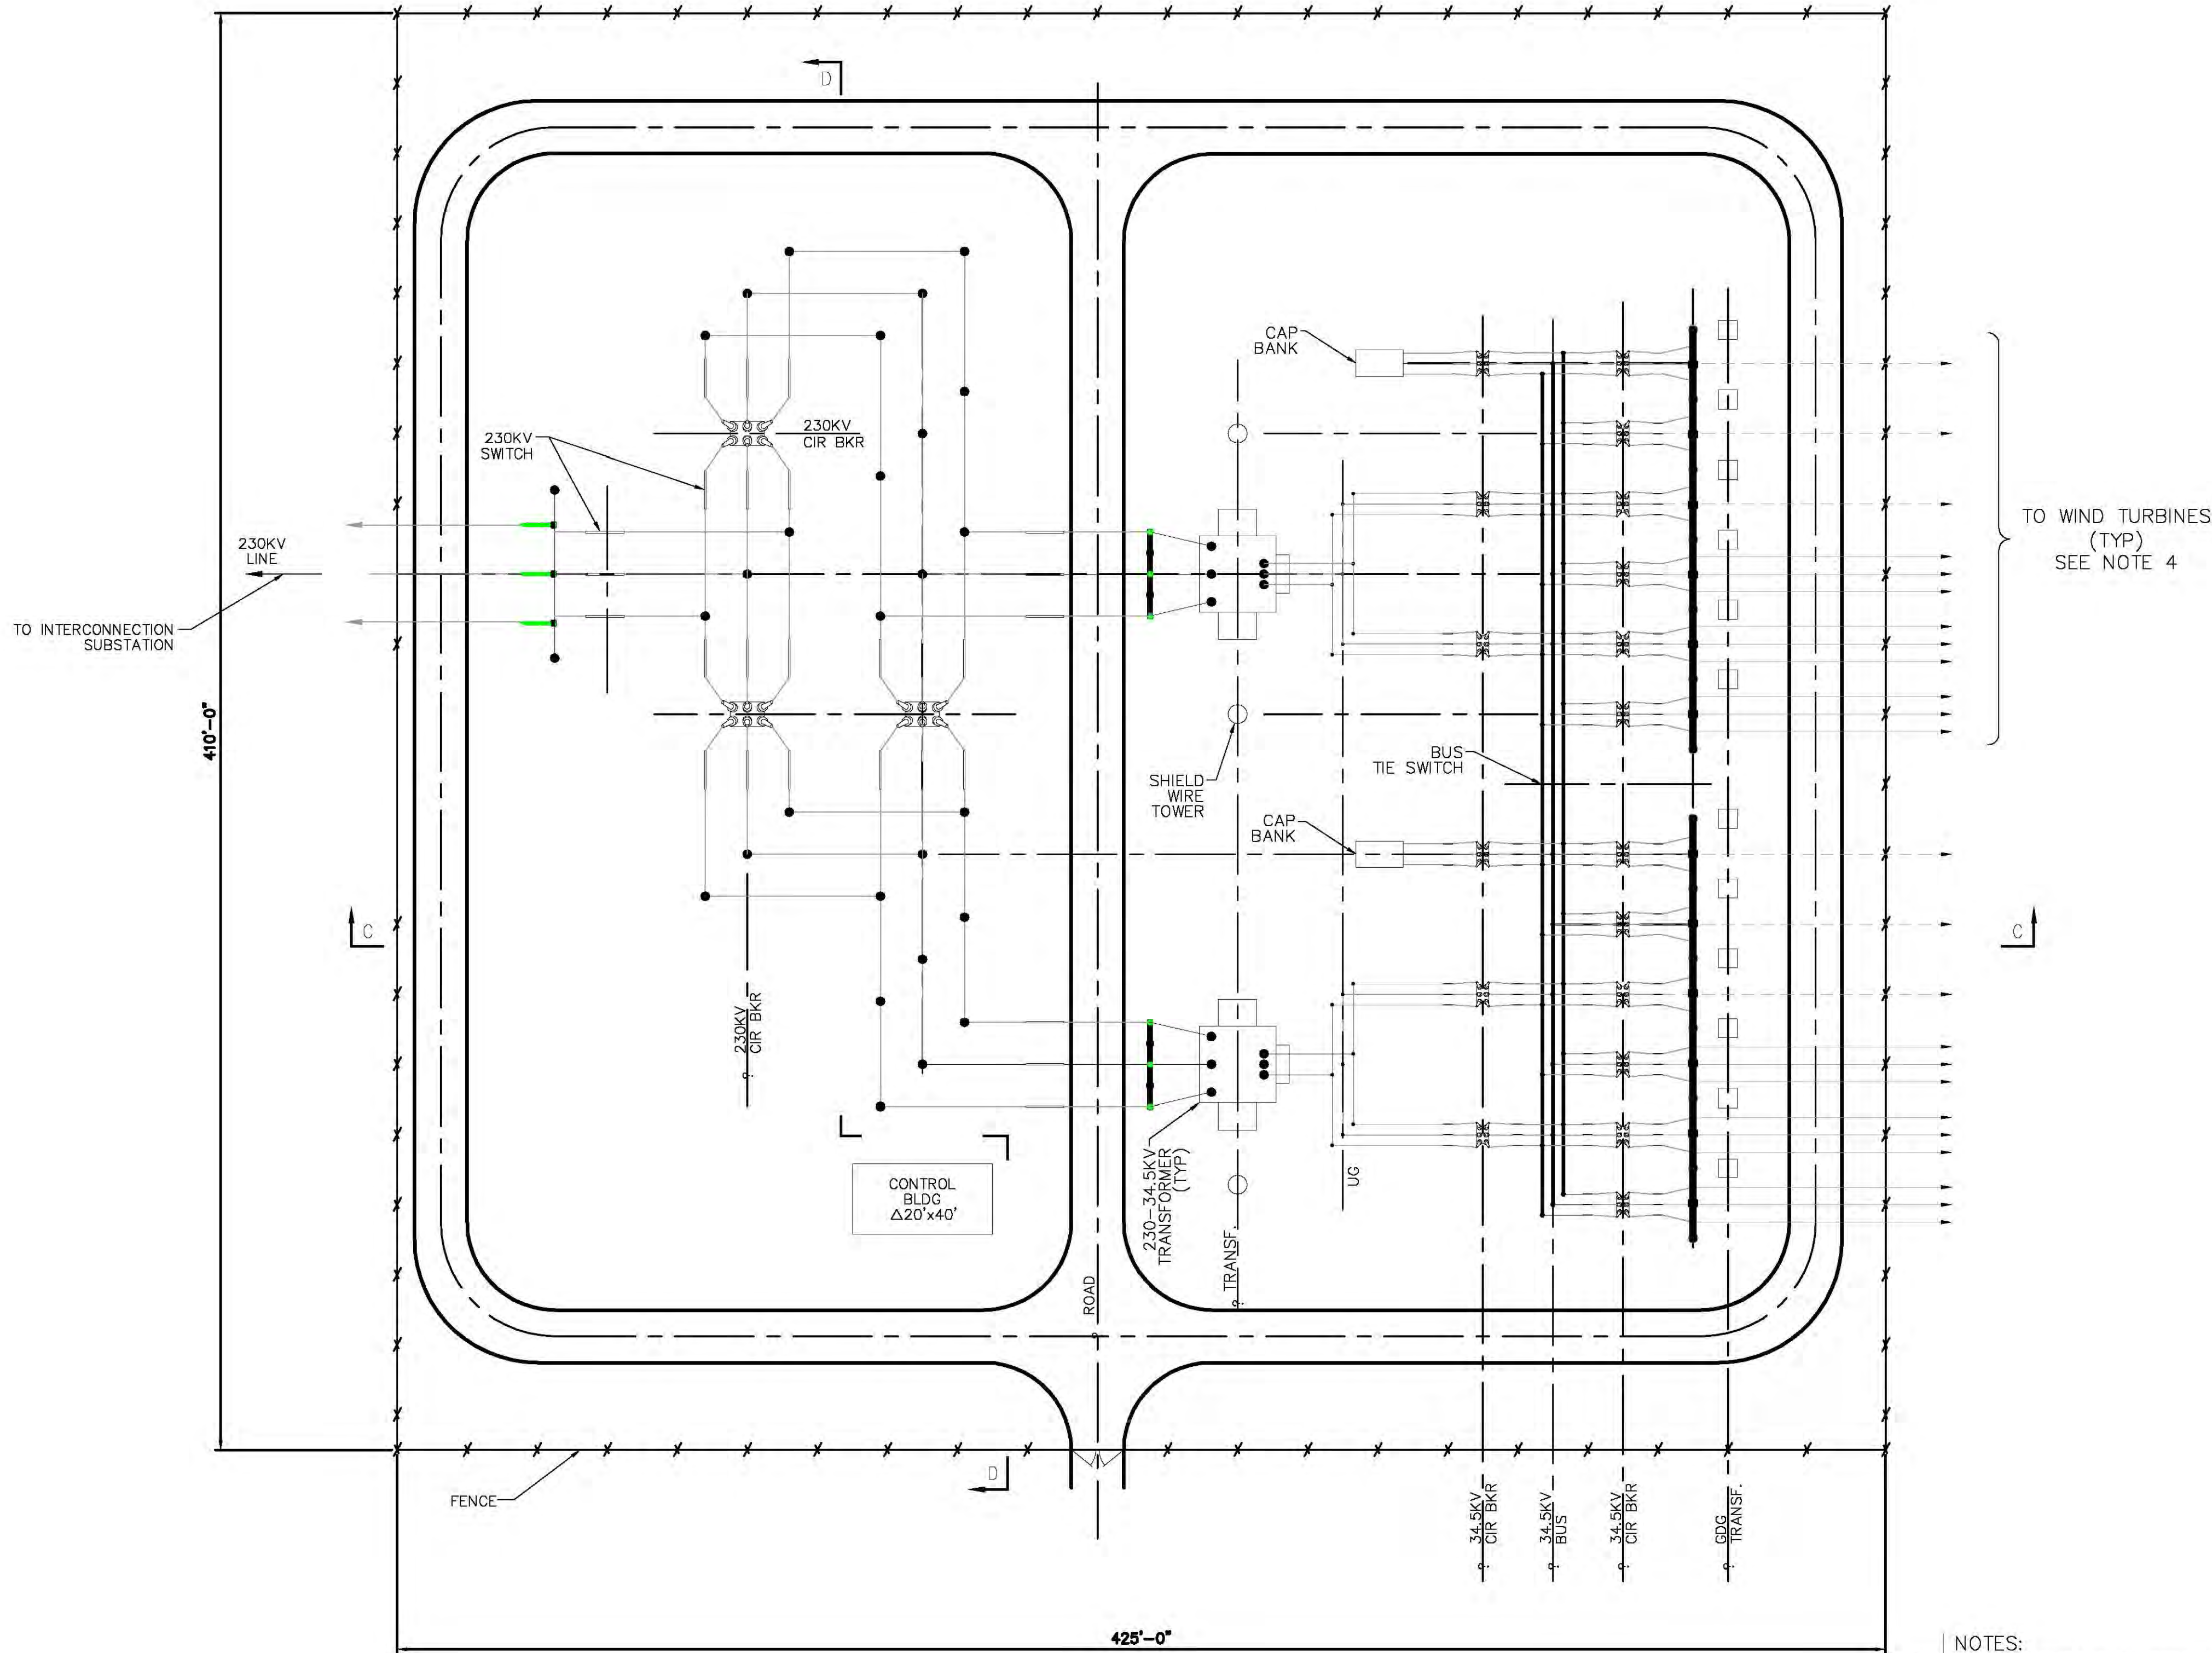 D
230KV
CIR BKR
230KV
SWITCH
CAP
BANK
TO WIND TURBINES
(TYP)
SEE NOTE 4
230KV
LINE
TO INTERCONNECTION
SUBSTATION
410'-0"
SHIELD
WIRE
TOWER
BUS
TIE SWITCH
CAP
BANK
C
C
230KV
CIR BKR
CONTROL
BLDG
△20'x40'
230-34.5KV
TRANSFORMER
(TYP)
TRANSF.
UG
ROAD
D
FENCE
34.5KV
CIR BKR
34.5KV
BUS
34.5KV
CIR BKR
GDG
TRANSF.
425'-0"
NOTES: